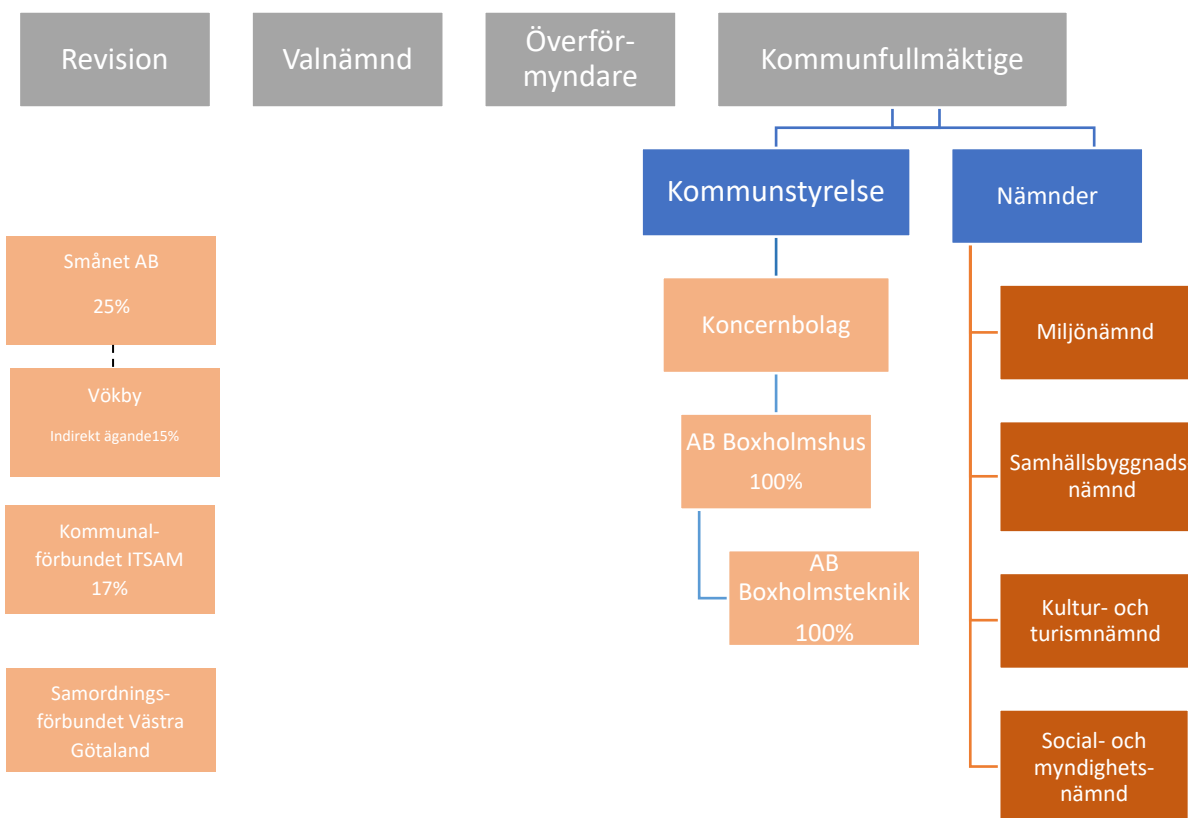 Revision
Valnämnd
Överför-
myndare
Kommunfullmäktige
Kommunstyrelse
Nämnder
Smånet AB
25%
Vökby
Indirekt ägande15%
Kommunal-
förbundet ITSAM
17%
Samordnings-
förbundet Västra
Götaland
Koncernbolag
AB Boxholmshus
100%
AB
Boxholmsteknik
100%
Miljönämnd
Samhällsbyggnads
nämnd
Kultur- och
turismnämnd
Social- och
myndighets-
nämnd